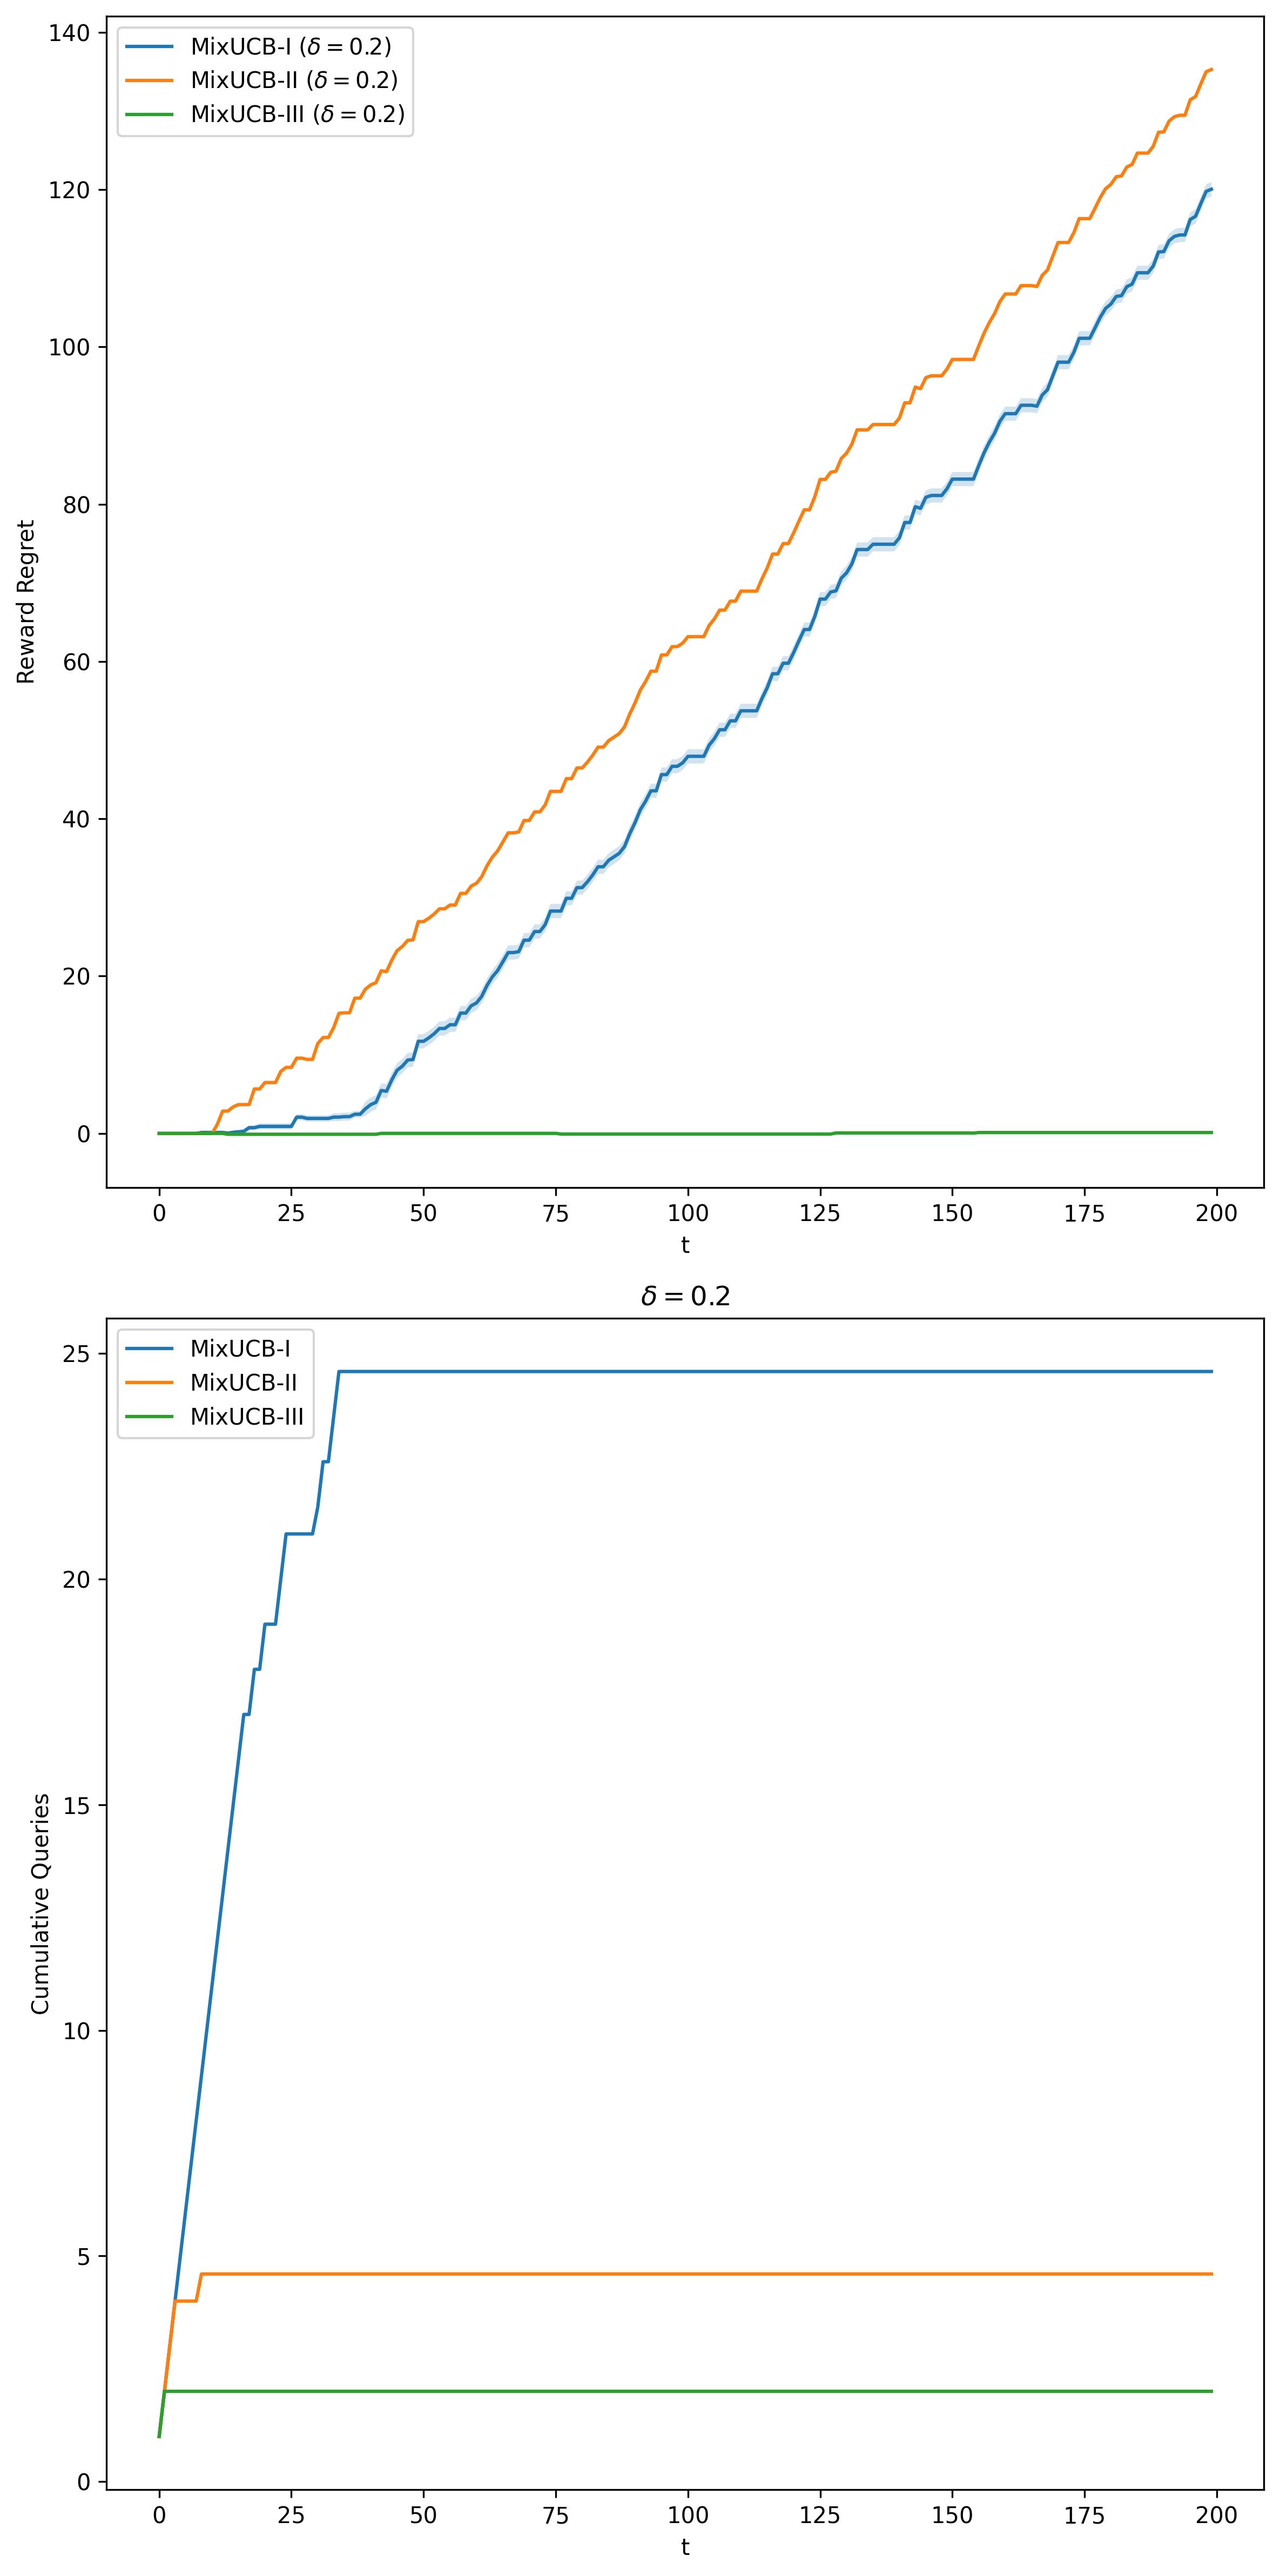 140
120
100
80
60
40
20
0
Reward Regret
MixUCB-I (δ = 0.2)
MixUCB-II (δ = 0.2)
MixUCB-III (δ = 0.2)
0 25 50 75 100 125 150 175 200
t
δ = 0.2
25
20
15
10
5
0
Cumulative Queries
MixUCB-I
MixUCB-II
MixUCB-III
0 25 50 75 100 125 150 175 200
t